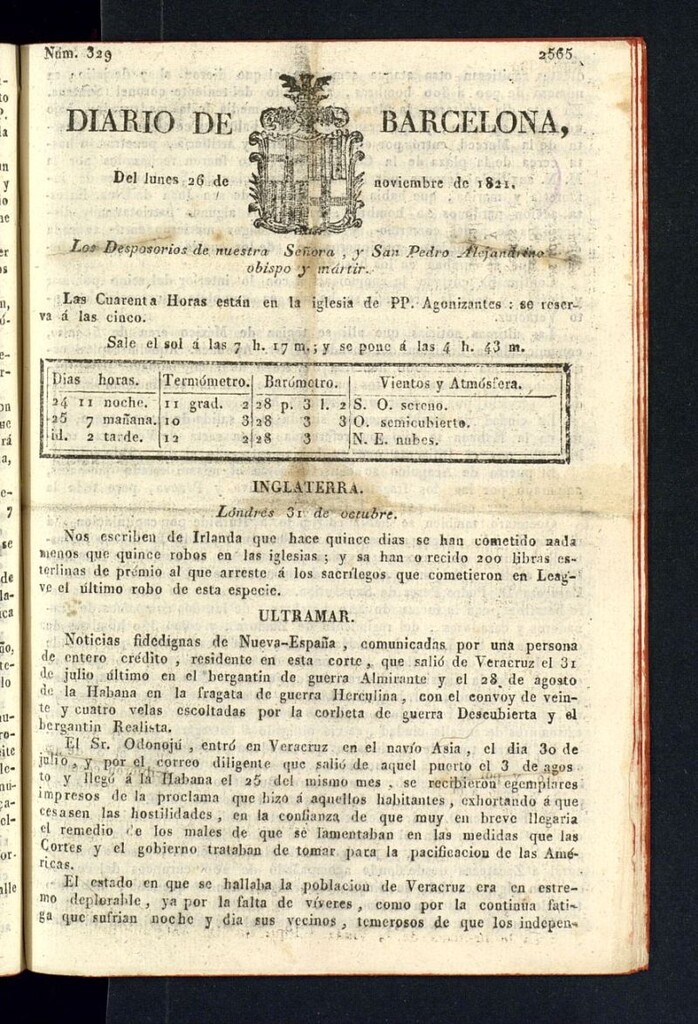 Núm. 329 2565
DIARIO DE BARCELONA,
Del lunes 26 de noviembre de 1821.
Los Desposorios de nuestra Señora , y San Pedro Alejandrino
obispo y mártir.
Las Cuarenta Horas están en la iglesia de PP. Agonizantes : se reser-
va á las cinco.
Sale el sol á las 7 h. 17 m.; y se pone á las 4 h. 43 m.
Dias horas. Termómetro. Barómetro. Vientos y Atmósfera.
24 11 noche. 11 grad. 2 28 p. 3 l. 2 S. O. sereno.
25 7 mañana. 10 3 28 3 3 O. semicubierto.
id. 2 tarde. 12 2 28 3 N. E. nubes.
INGLATERRA.
Lóndres 31 de octubre.
Nos escriben de Irlanda que hace quince dias se han cometido nada
menos que quince robos en las iglesias ; y sa han o recido 200 libras es-
terlinas de prémio al que arreste á los sacrílegos que cometieron en Leag-
ve el último robo de esta especie.
ULTRAMAR.
Noticias fidedignas de Nueva-España , comunicadas por una persona
de entero crédito , residente en esta corte, que salió de Veracruz el 31
de julio último en el bergantin de guerra Almirante y el 28 de agosto
de la Habana en la fragata de guerra Herculina, con el convoy de vein-
te y cuatro velas escoltadas por la corbeta de guerra Descubierta y el
bergantin Realista.
El Sr. Odonojú , entró en Veracruz en el navío Asia , el dia 30 de
julio, y por el correo diligente que salió de aquel puerto el 3 de agos
to y llegó á la Habana el 25 del mismo mes , se recibieron egemplares
impresos de la proclama que hizo á aquellos habitantes, exhortando á que
cesasen las hostilidades , en la confianza de que muy en breve llegaria
el remedio de los males de que se lamentaban en las medidas que las
Cortes y el gobierno trataban de tomar para la pacificacion de las Amé-
ricas.
El estado en que se hallaba la poblacion de Veracruz era en estre-
mo deplorable , ya por la falta de víveres , como por la continua fati-
ga que sufrian noche y dia sus vecinos , temerosos de que los indepen-